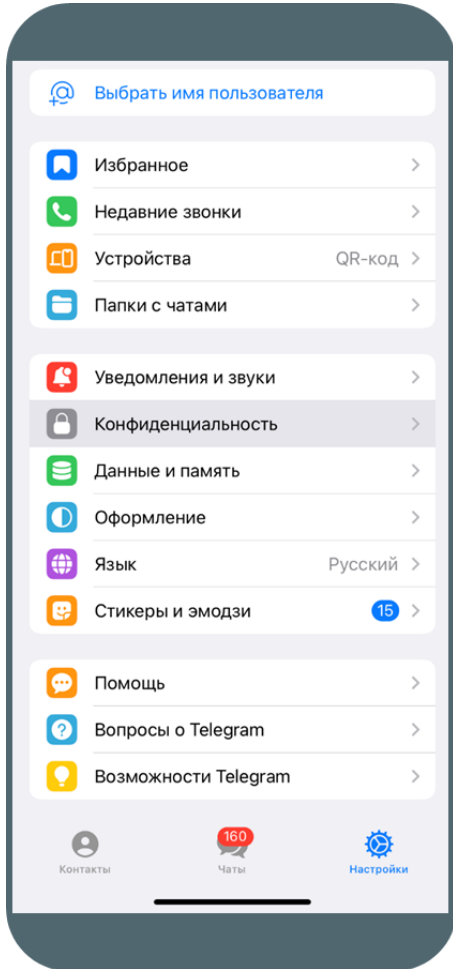 Выбрать имя пользователя
Избранное
Недавние звонки
Устройства QR-код
Папки с чатами
Уведомления и звуки
Конфиденциальность
Данные и память
Оформление
Язык Русский
Стикеры и эмодзи 15
Помощь
Вопросы о Telegram
Возможности Telegram
160
Контакты Чаты Настройки